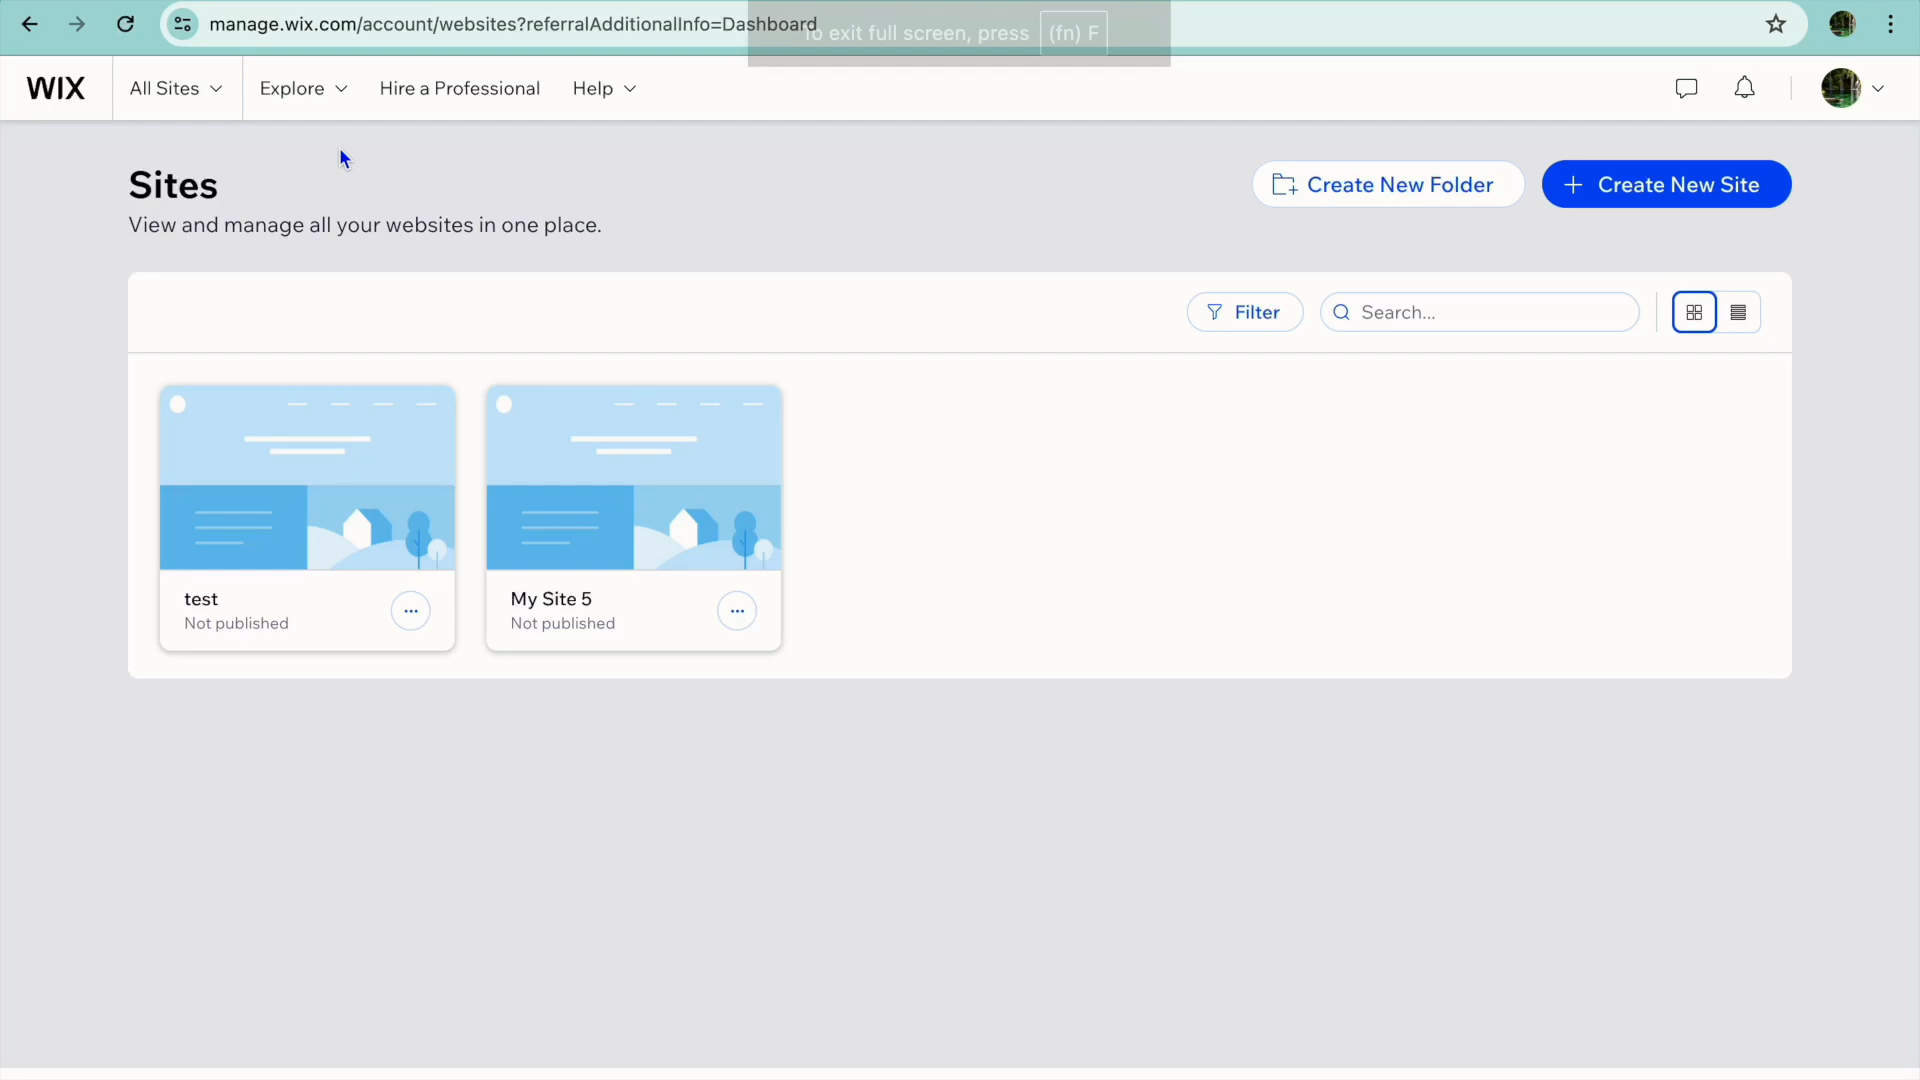 manage.wix.com/account/websites?referralAdditionalInfo=Dashboard
To exit full screen, press (fn) F
WIX
All Sites
Explore
Hire a Professional
Help
Sites
View and manage all your websites in one place.
Create New Folder
+ Create New Site
Filter
Search...
test
Not published
...
My Site 5
Not published
...